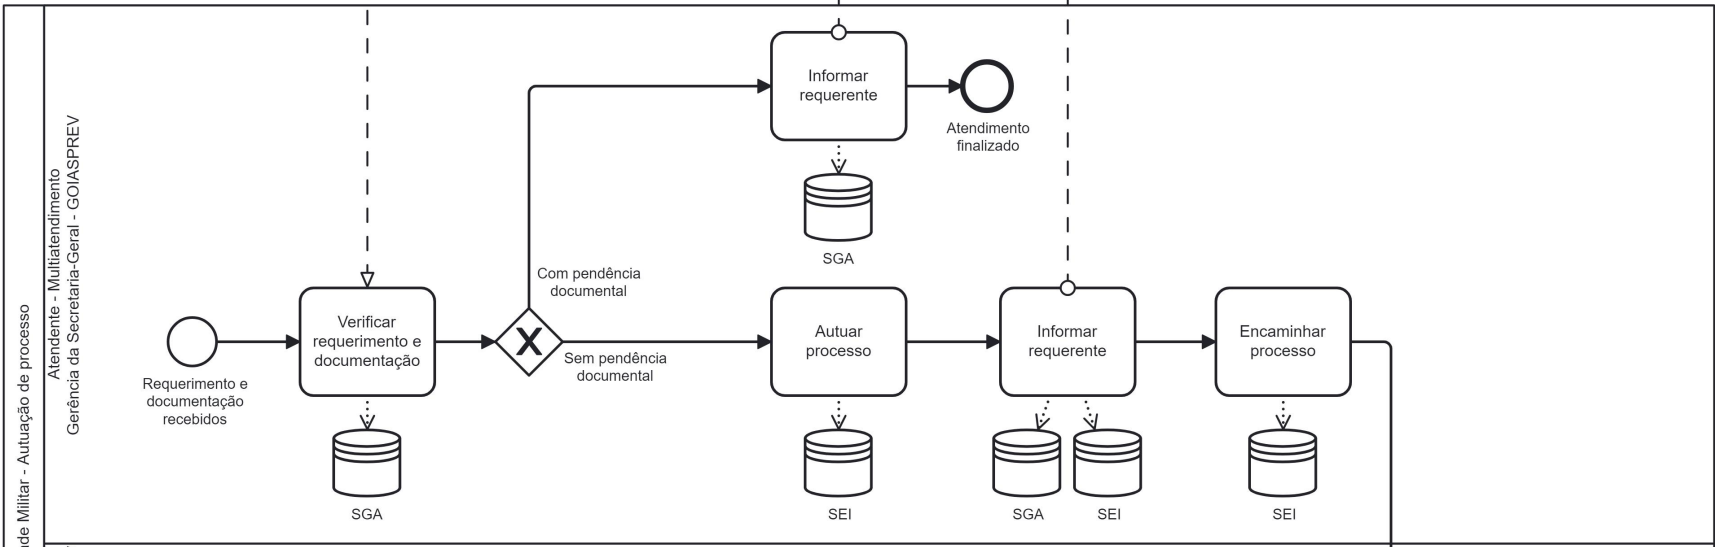 nde Militar - Autuação de processo
Atendente - Multiatendimento
Gerência da Secretaria-Geral - GOIASPREV
Informar
requerente
Atendimento
finalizado
SGA
Com pendência
documental
Verificar
requerimento e
documentação
Sem pendência
documental
Autuar
processo
Informar
requerente
Encaminhar
processo
Requerimento e
documentação
recebidos
SGA
SEI
SGA
SEI
SEI